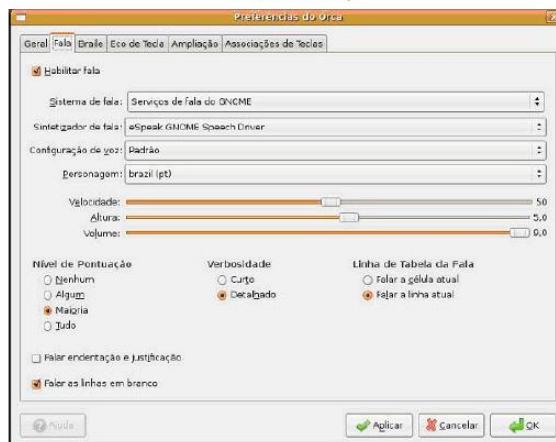 Preferências do Orca
Geral Fala Braile Eco de Tecla Ampliação Associações de Teclas
Habilitar fala
Sistema de fala: Serviços de fala do GNOME
Sintetizador de fala: eSpeak GNOME Speech Driver
Configuração de voz: Padrão
Personagem: brazil (pt)
Velocidade: 50
Altura: 5,0
Volume: 9,0
Nível de Pontuação Verbosidade Linha de Tabela da Fala
Nenhum Curto Falar a célula atual
Algum Detalhado Falar a linha atual
Maioria
Tudo
Falar endentação e justificação
Falar as linhas em branco
Ajuda Aplicar Cancelar OK